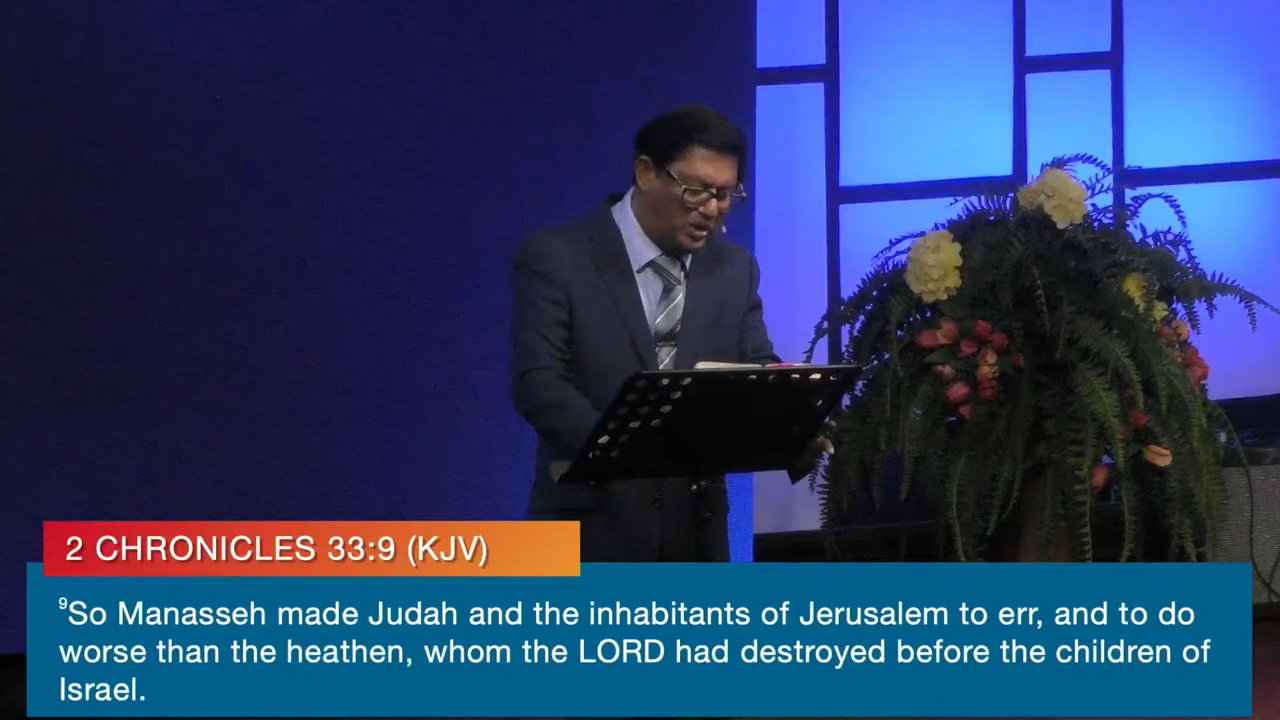 2 CHRONICLES 33:9 (KJV)
⁹So Manasseh made Judah and the inhabitants of Jerusalem to err, and to do
worse than the heathen, whom the LORD had destroyed before the children of
Israel.